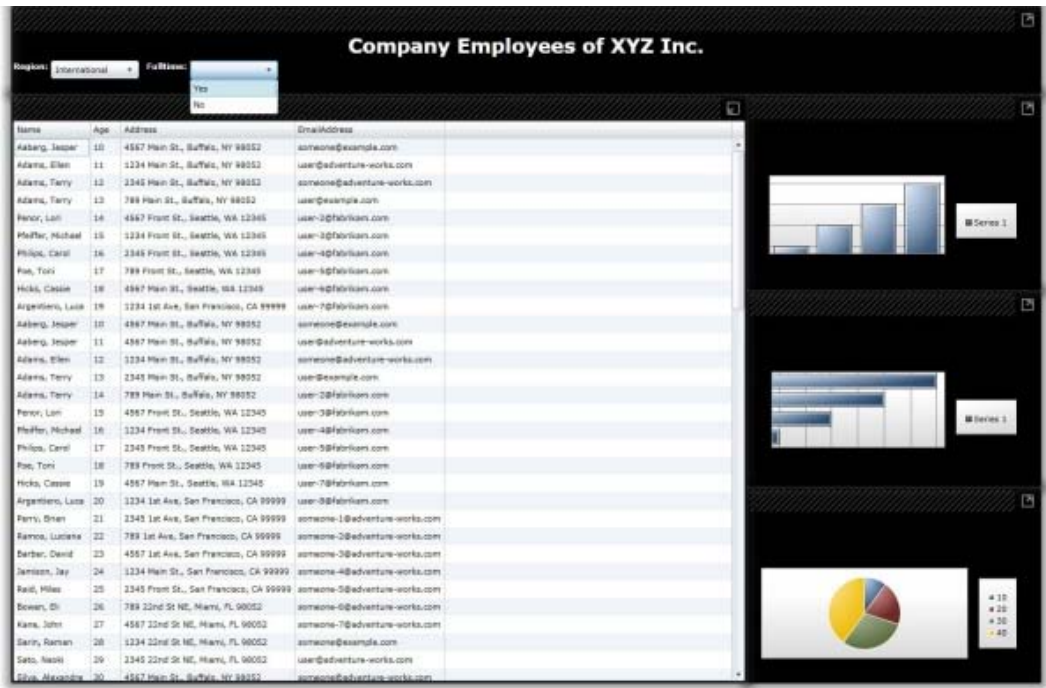 Company Employees of XYZ Inc.
Region: International Fulltime:
Yes
No
Name Age Address EmailAddress
Aaberg, Jesper 10 4567 Main St., Buffalo, NY 98052 someone@example.com
Adams, Ellen 11 1234 Main St., Buffalo, NY 98052 user@adventure-works.com
Adams, Terry 12 2345 Main St., Buffalo, NY 98052 someone@adventure-works.com
Adams, Terry 13 789 Main St., Buffalo, NY 98052 user@example.com
Penor, Lori 14 4567 Front St., Seattle, WA 12345 user-2@fabrikam.com
Pfeiffer, Michael 15 1234 Front St., Seattle, WA 12345 user-3@fabrikam.com
Philips, Carol 16 2345 Front St., Seattle, WA 12345 user-4@fabrikam.com
Poe, Toni 17 789 Front St., Seattle, WA 12345 user-5@fabrikam.com
Hicks, Cassie 18 4567 Main St., Seattle, WA 12345 user-6@fabrikam.com
Argentiero, Luca 19 1234 1st Ave, San Francisco, CA 99999 user-7@fabrikam.com
Aaberg, Jesper 10 4567 Main St., Buffalo, NY 98052 someone@example.com
Aaberg, Jesper 11 4567 Main St., Buffalo, NY 98052 user@adventure-works.com
Adams, Ellen 12 1234 Main St., Buffalo, NY 98052 someone@adventure-works.com
Adams, Terry 13 2345 Main St., Buffalo, NY 98052 user@example.com
Adams, Terry 14 789 Main St., Buffalo, NY 98052 user-2@fabrikam.com
Penor, Lori 15 4567 Front St., Seattle, WA 12345 user-3@fabrikam.com
Pfeiffer, Michael 16 1234 Front St., Seattle, WA 12345 user-4@fabrikam.com
Philips, Carol 17 2345 Front St., Seattle, WA 12345 user-5@fabrikam.com
Poe, Toni 18 789 Front St., Seattle, WA 12345 user-6@fabrikam.com
Hicks, Cassie 19 4567 Main St., Seattle, WA 12345 user-7@fabrikam.com
Argentiero, Luca 20 1234 1st Ave, San Francisco, CA 99999 user-8@fabrikam.com
Perry, Brian 21 2345 1st Ave, San Francisco, CA 99999 someone-1@adventure-works.com
Ramos, Luciana 22 789 1st Ave, San Francisco, CA 99999 someone-2@adventure-works.com
Barber, David 23 4567 1st Ave, San Francisco, CA 99999 someone-3@adventure-works.com
Jamison, Jay 24 1234 Main St., San Francisco, CA 99999 someone-4@adventure-works.com
Reid, Miles 25 2345 Front St., San Francisco, CA 99999 someone-5@adventure-works.com
Bowen, Eli 26 789 22nd St NE, Miami, FL 98052 someone-6@adventure-works.com
Kane, John 27 4567 22nd St NE, Miami, FL 98052 someone-7@adventure-works.com
Sarin, Raman 28 1234 22nd St NE, Miami, FL 98052 someone@example.com
Sato, Naoki 29 2345 22nd St NE, Miami, FL 98052 user@adventure-works.com
Silva, Alexandre 30 4567 Main St., Buffalo, NY 98052 someone@adventure-works.com
Series 1
Series 1
10
20
30
40